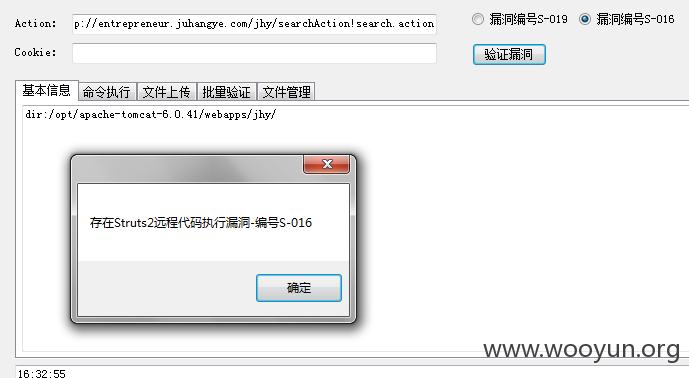 Action: p://entrepreneur.juhangye.com/jhy/searchAction!search.action 漏洞编号S-019 漏洞编号S-016
Cookie: 验证漏洞
基本信息 命令执行 文件上传 批量验证 文件管理
dir:/opt/apache-tomcat-6.0.41/webapps/jhy/
存在Struts2远程代码执行漏洞-编号S-016
确定
www.wooyun.org
16:32:55